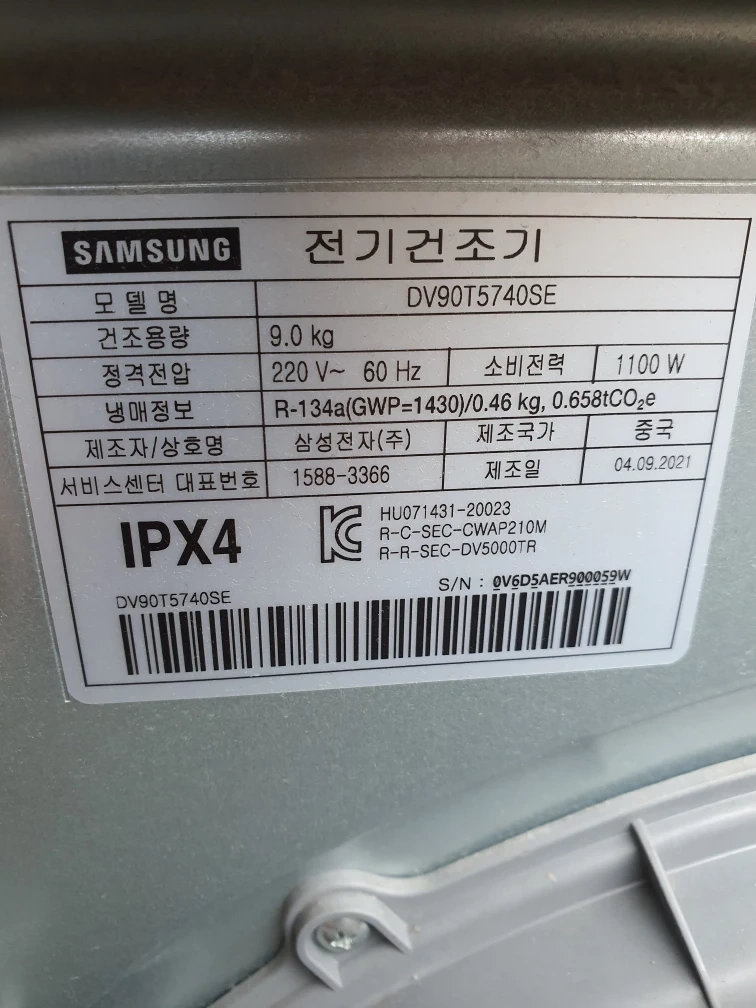 SAMSUNG 전기건조기
모델명 DV90T5740SE
건조용량 9.0 kg
정격전압 220 V~ 60 Hz 소비전력 1100 W
냉매정보 R-134a(GWP=1430)/0.46 kg, 0.658tCO₂e
제조자/상호명 삼성전자(주) 제조국가 중국
서비스센터 대표번호 1588-3366 제조일 04.09.2021
IPX4
HU071431-20023
R-C-SEC-CWAP210M
R-R-SEC-DV5000TR
S/N : 0V6D5AER900059W
DV90T5740SE